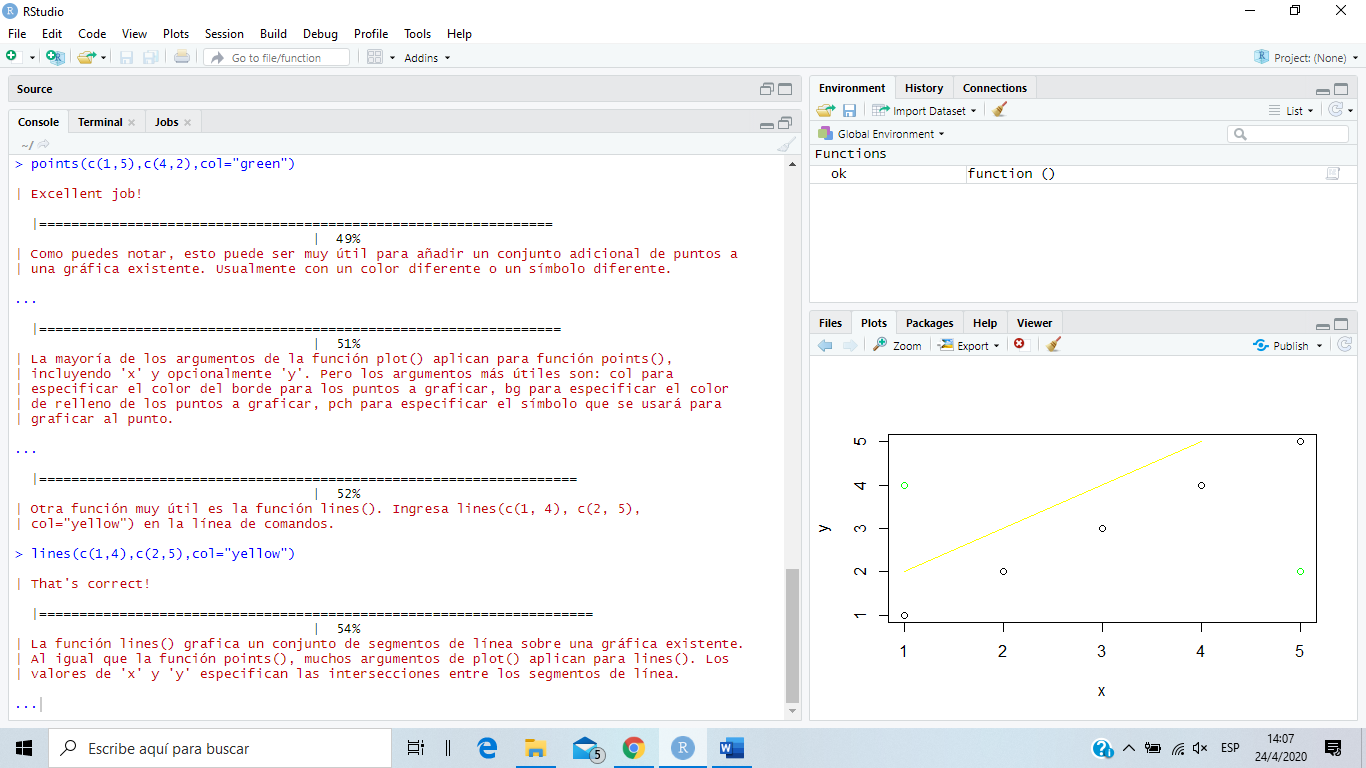 RStudio
File Edit Code View Plots Session Build Debug Profile Tools Help
Go to file/function
Addins
Project: (None)
Source
Console Terminal Jobs
~/
> points(c(1,5),c(4,2),col="green")
| Excellent job!
|================================================================
| 49%
| Como puedes notar, esto puede ser muy útil para añadir un conjunto adicional de puntos a
| una gráfica existente. Usualmente con un color diferente o un símbolo diferente.
...
|=================================================================
| 51%
| La mayoría de los argumentos de la función plot() aplican para función points(),
| incluyendo 'x' y opcionalmente 'y'. Pero los argumentos más útiles son: col para
| especificar el color del borde para los puntos a graficar, bg para especificar el color
| de relleno de los puntos a graficar, pch para especificar el símbolo que se usará para
| graficar al punto.
...
|===================================================================
| 52%
| Otra función muy útil es la función lines(). Ingresa lines(c(1, 4), c(2, 5),
| col="yellow") en la línea de comandos.
> lines(c(1,4),c(2,5),col="yellow")
| That's correct!
|=====================================================================
| 54%
| La función lines() grafica un conjunto de segmentos de línea sobre una gráfica existente.
| Al igual que la función points(), muchos argumentos de plot() aplican para lines(). Los
| valores de 'x' y 'y' especifican las intersecciones entre los segmentos de línea.
...
Environment History Connections
Import Dataset
List
Global Environment
Functions
ok function ()
Files Plots Packages Help Viewer
Zoom Export Publish
5
4
3
2
1
y
1 2 3 4 5
x
Escribe aquí para buscar
5
ESP
14:07
24/4/2020